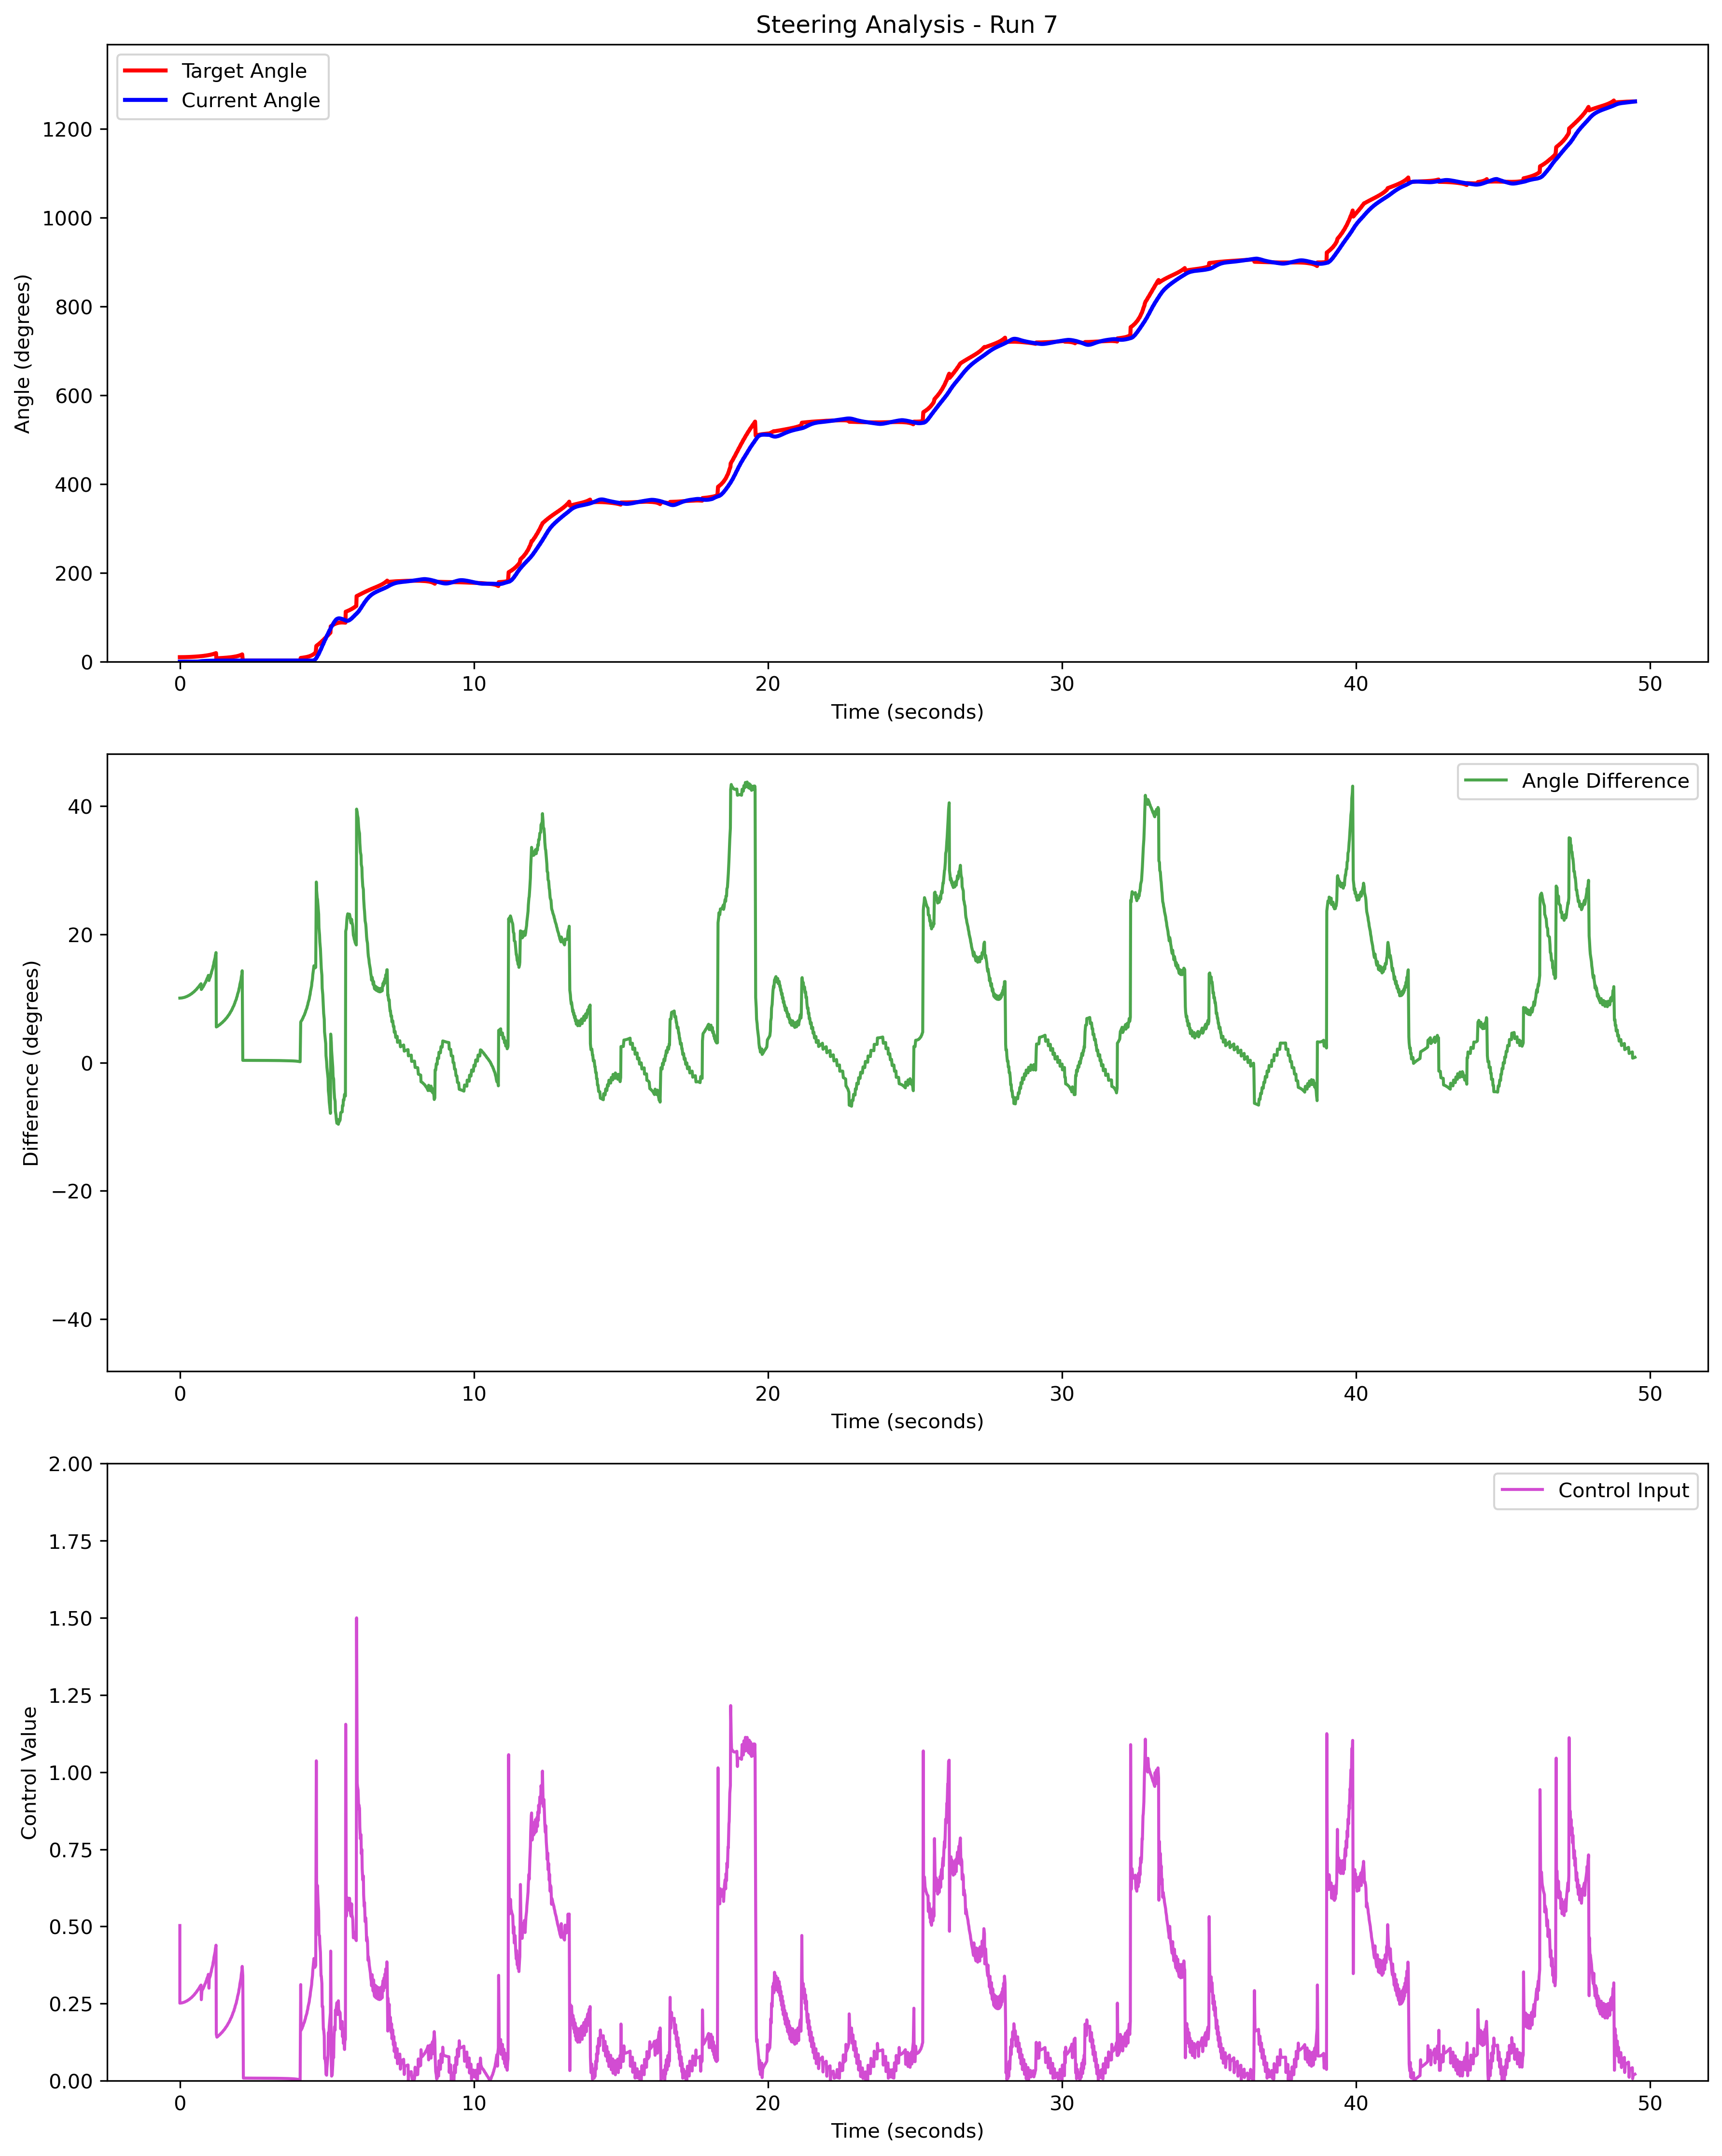 Steering Analysis - Run 7
Target Angle
Current Angle
Angle (degrees)
1200
1000
800
600
400
200
0
0 10 20 30 40 50
Time (seconds)
Angle Difference
Difference (degrees)
40
20
0
−20
−40
0 10 20 30 40 50
Time (seconds)
Control Input
Control Value
2.00
1.75
1.50
1.25
1.00
0.75
0.50
0.25
0.00
0 10 20 30 40 50
Time (seconds)